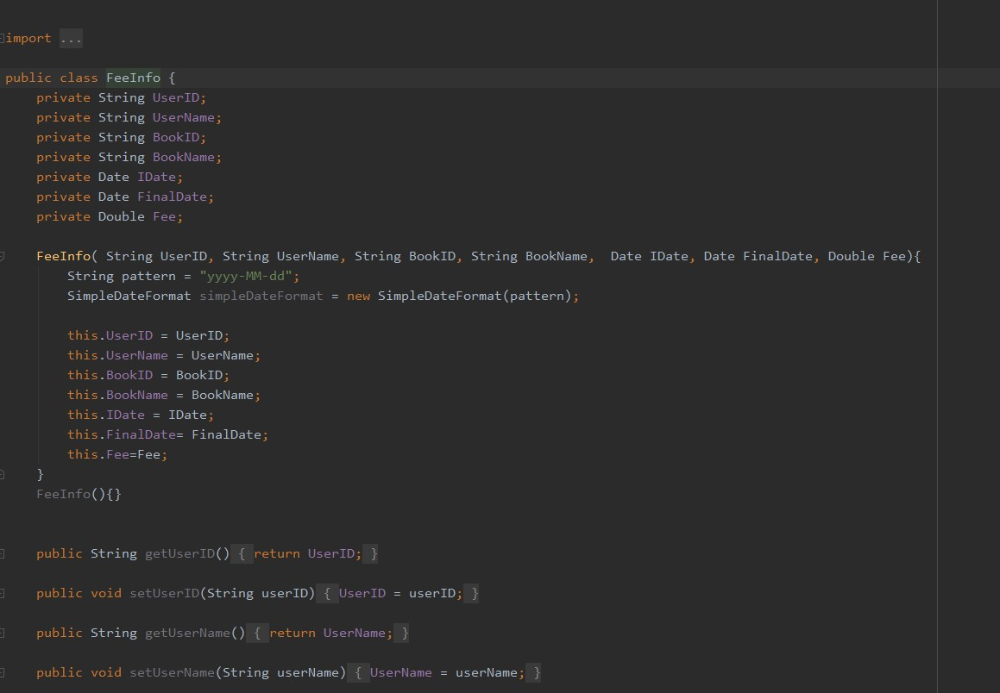 import ...
public class FeeInfo {
private String UserID;
private String UserName;
private String BookID;
private String BookName;
private Date IDate;
private Date FinalDate;
private Double Fee;
FeeInfo( String UserID, String UserName, String BookID, String BookName,  Date IDate, Date FinalDate, Double Fee){
String pattern = "yyyy-MM-dd";
SimpleDateFormat simpleDateFormat = new SimpleDateFormat(pattern);
this.UserID = UserID;
this.UserName = UserName;
this.BookID = BookID;
this.BookName = BookName;
this.IDate = IDate;
this.FinalDate= FinalDate;
this.Fee=Fee;
}
FeeInfo(){}
public String getUserID() { return UserID; }
public void setUserID(String userID) { UserID = userID; }
public String getUserName() { return UserName; }
public void setUserName(String userName) { UserName = userName; }